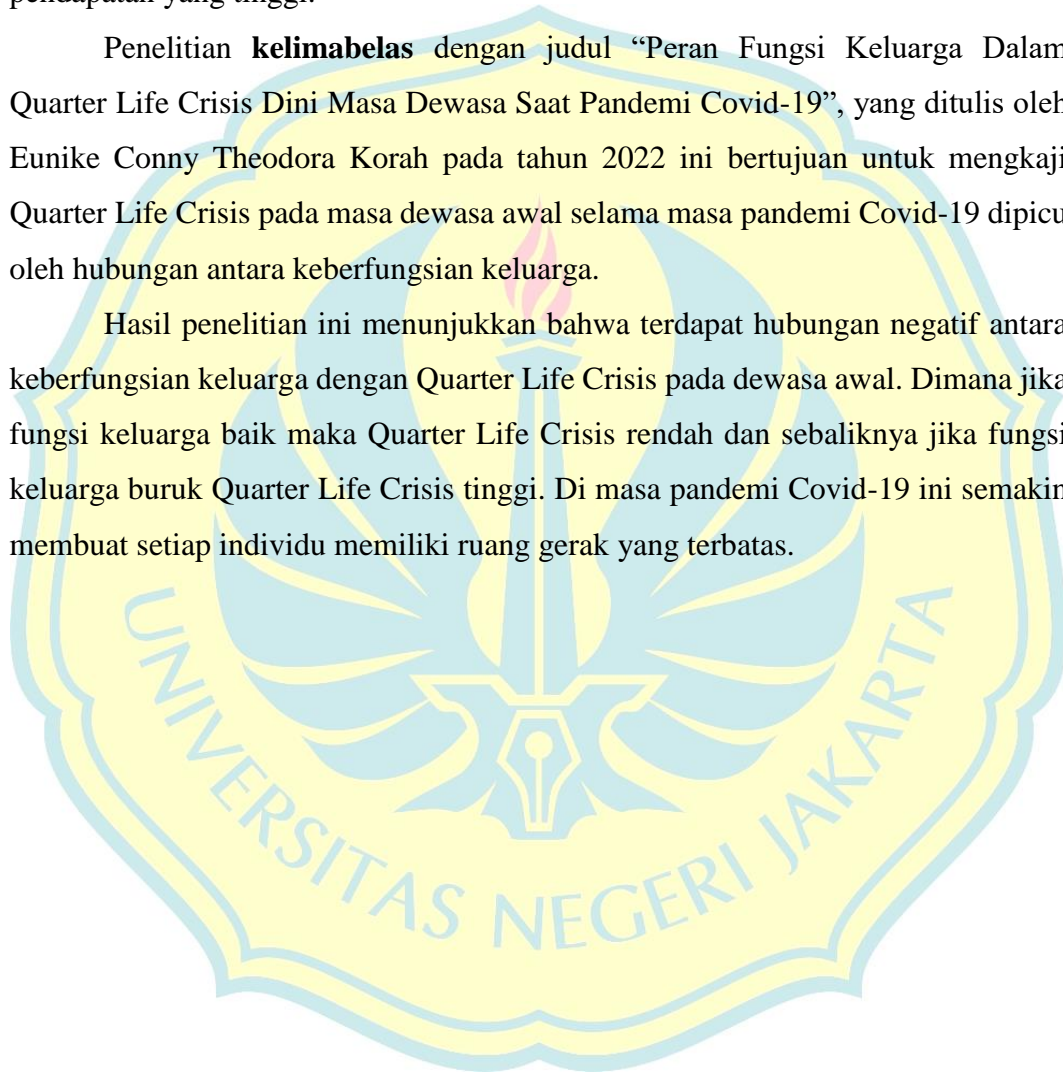 pendapatan yang tinggi.
Penelitian kelimabelas dengan judul “Peran Fungsi Keluarga Dalam
Quarter Life Crisis Dini Masa Dewasa Saat Pandemi Covid-19”, yang ditulis oleh
Eunike Conny Theodora Korah pada tahun 2022 ini bertujuan untuk mengkaji
Quarter Life Crisis pada masa dewasa awal selama masa pandemi Covid-19 dipicu
oleh hubungan antara keberfungsian keluarga.
Hasil penelitian ini menunjukkan bahwa terdapat hubungan negatif antara
keberfungsian keluarga dengan Quarter Life Crisis pada dewasa awal. Dimana jika
fungsi keluarga baik maka Quarter Life Crisis rendah dan sebaliknya jika fungsi
keluarga buruk Quarter Life Crisis tinggi. Di masa pandemi Covid-19 ini semakin
membuat setiap individu memiliki ruang gerak yang terbatas.
UNIVERSITAS NEGERI JAKARTA